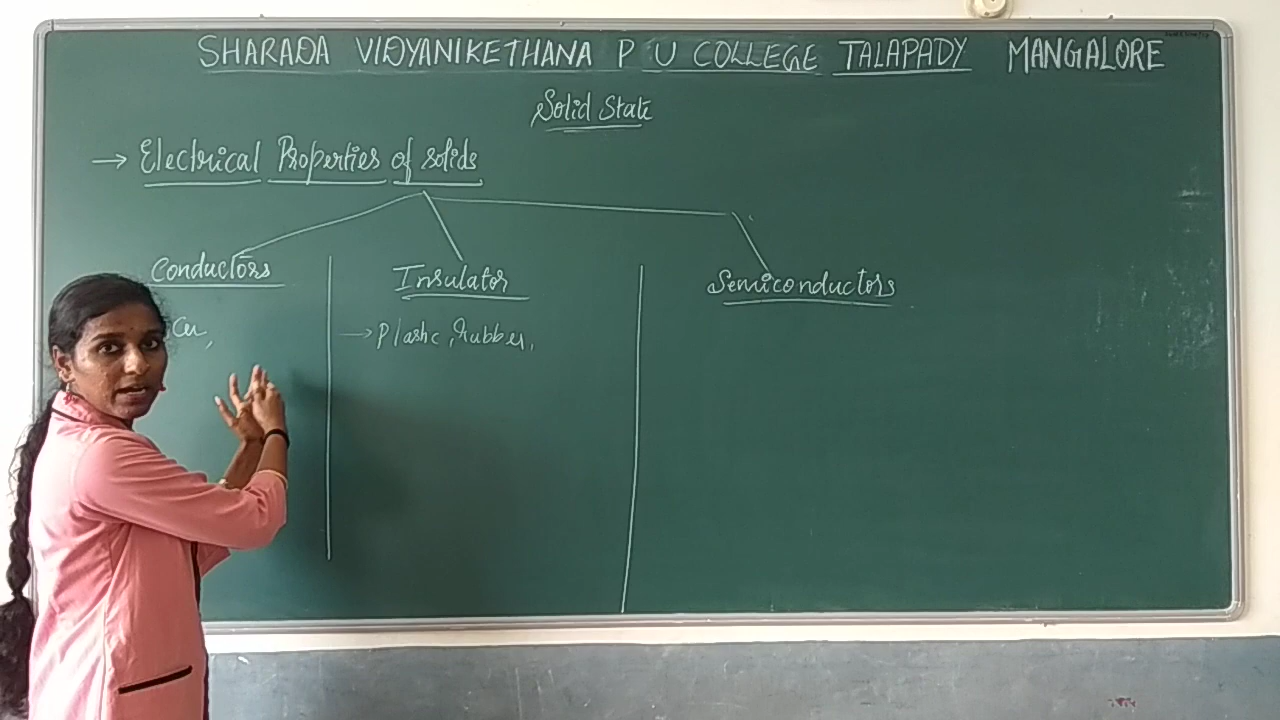 SHARADA VIDYANIKETHANA P U COLLEGE TALAPADY MANGALORE
Solid State
→ Electrical Properties of solids
Conductors Insulator Semiconductors
Cu, → Plastic, rubber,